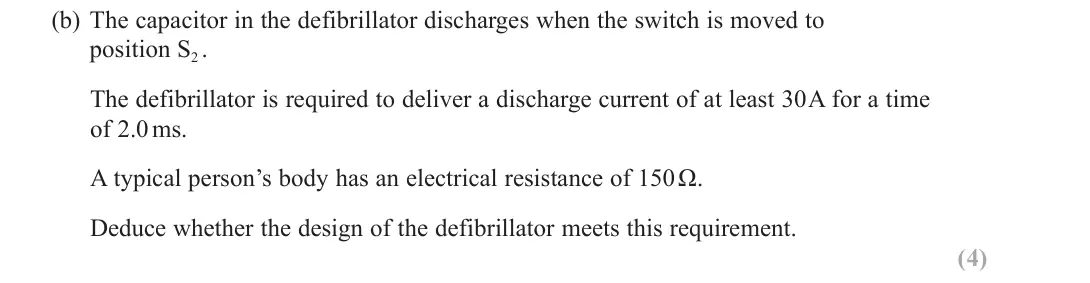 (b) The capacitor in the defibrillator discharges when the switch is moved to
position S₂.
The defibrillator is required to deliver a discharge current of at least 30 A for a time
of 2.0 ms.
A typical person’s body has an electrical resistance of 150 Ω.
Deduce whether the design of the defibrillator meets this requirement.
(4)